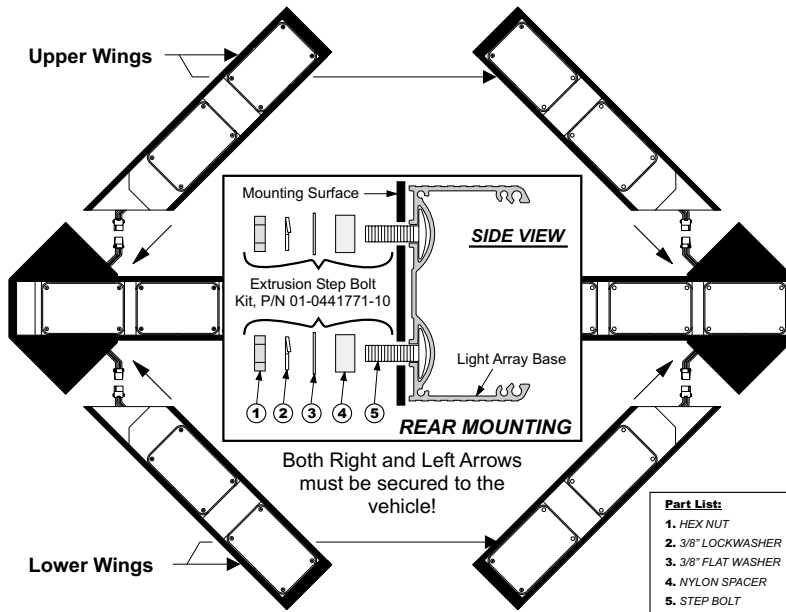 Upper Wings
Mounting Surface
SIDE VIEW
Extrusion Step Bolt
Kit, P/N 01-0441771-10
Light Array Base
1 2 3 4 5
REAR MOUNTING
Both Right and Left Arrows
must be secured to the
vehicle!
Lower Wings
Part List:
1. HEX NUT
2. 3/8" LOCKWASHER
3. 3/8" FLAT WASHER
4. NYLON SPACER
5. STEP BOLT